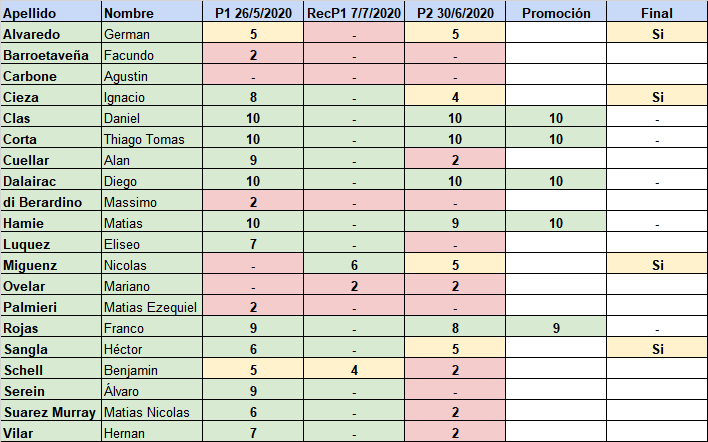 Apellido Nombre P1 26/5/2020 RecP1 7/7/2020 P2 30/6/2020 Promoción Final
Alvaredo German 5 - 5 Si
Barroetaveña Facundo 2 - -
Carbone Agustin - - -
Cieza Ignacio 8 - 4 Si
Clas Daniel 10 - 10 10 -
Corta Thiago Tomas 10 - 10 10 -
Cuellar Alan 9 - 2
Dalairac Diego 10 - 10 10 -
di Berardino Massimo 2 - -
Hamie Matias 10 - 9 10 -
Luquez Eliseo 7 - -
Miguenz Nicolas - 6 5 Si
Ovelar Mariano - 2 2
Palmieri Matias Ezequiel 2 - -
Rojas Franco 9 - 8 9 -
Sangla Héctor 6 - 5 Si
Schell Benjamin 5 4 2
Serein Álvaro 9 - -
Suarez Murray Matias Nicolas 6 - 2
Vilar Hernan 7 - 2